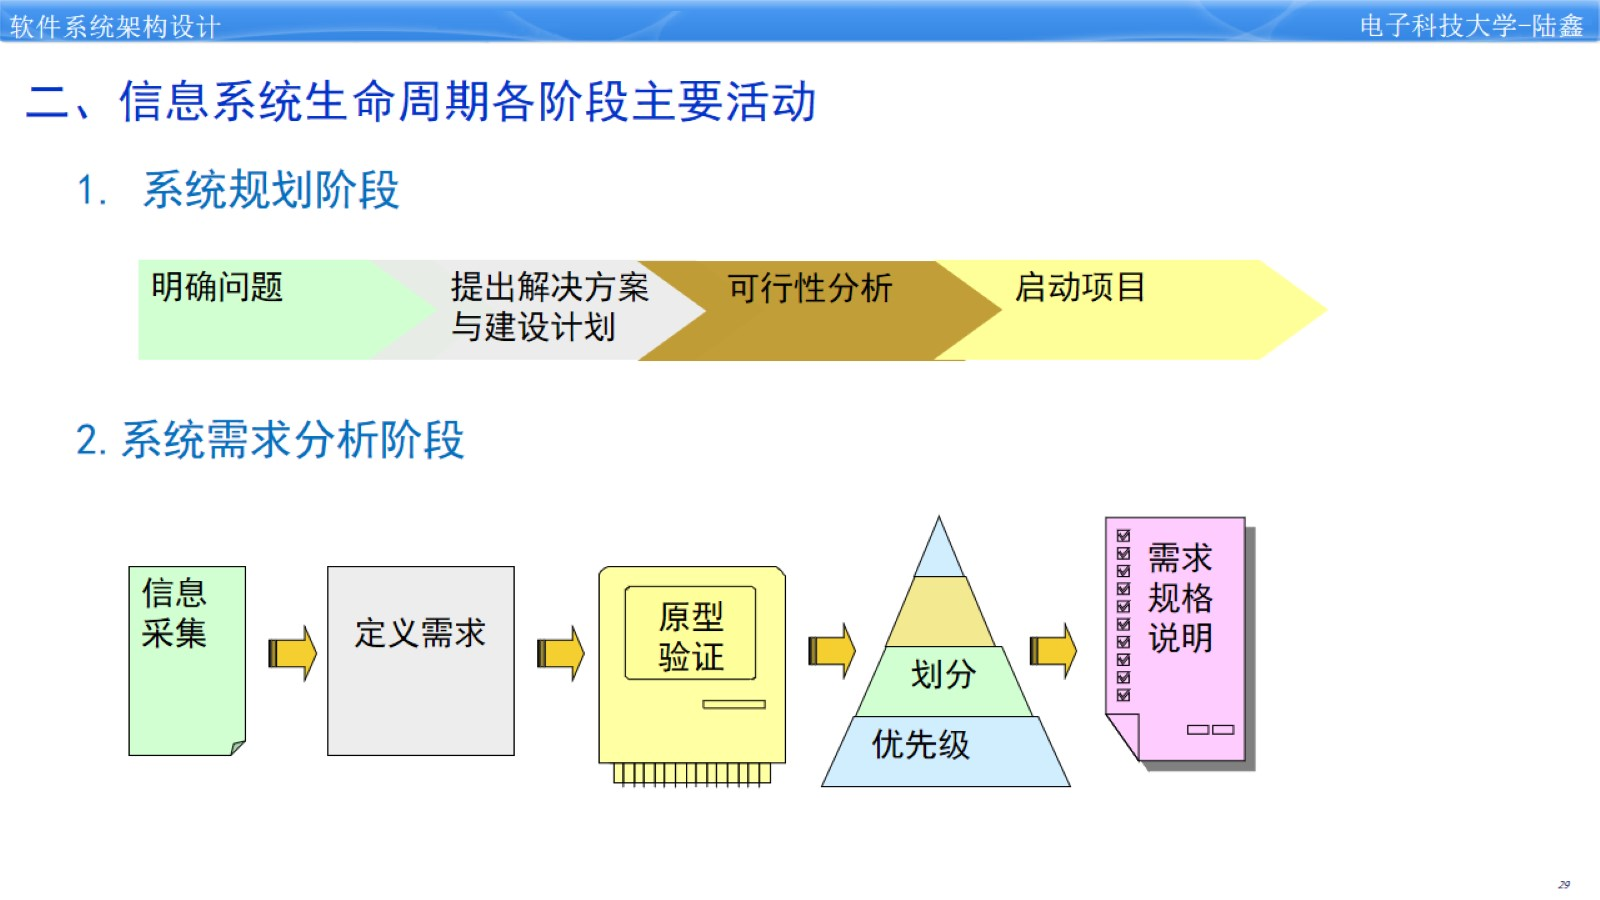 软件系统架构设计
电子科技大学-陆鑫
二、信息系统生命周期各阶段主要活动
1. 系统规划阶段
明确问题
提出解决方案
与建设计划
可行性分析
启动项目
2.系统需求分析阶段
信息
采集
定义需求
原型
验证
划分
优先级
需求
规格
说明
29